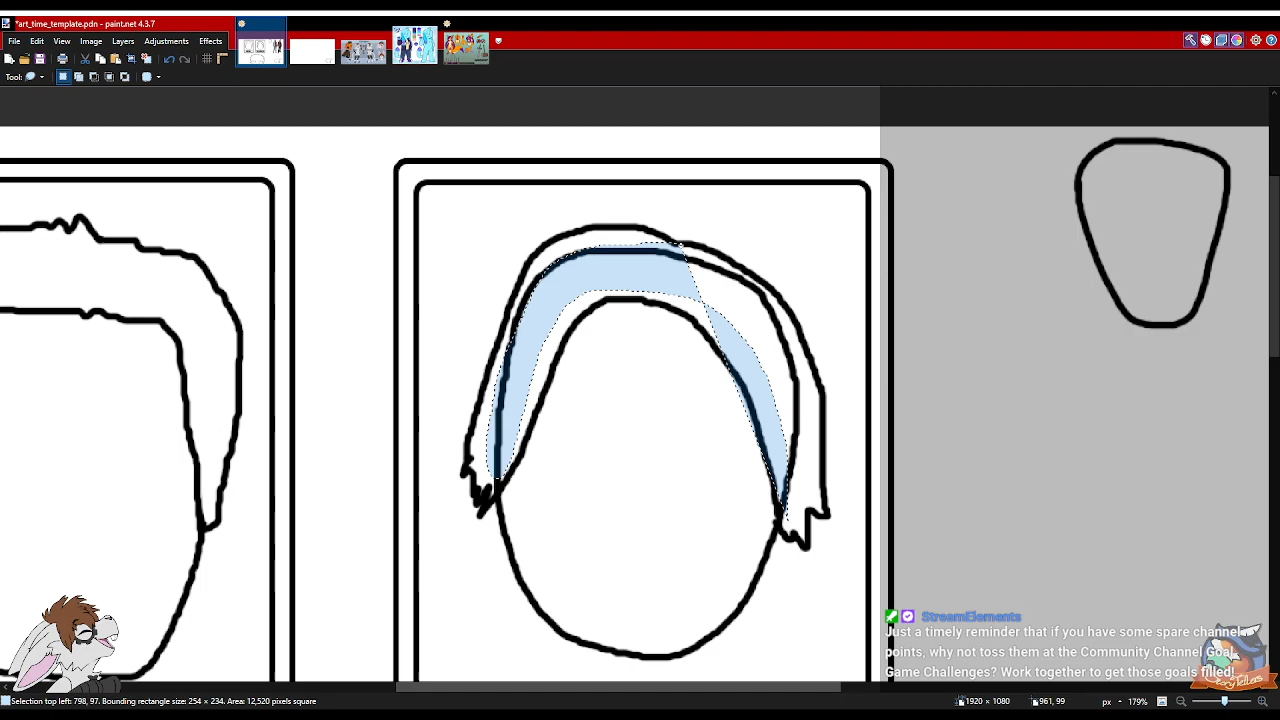 *art_time_template.pdn - paint.net 4.3.7
File Edit View Image Layers Adjustments Effects
Tool:
StreamElements
Just a timely reminder that if you have some spare channel
points, why not toss them at the Community Channel Goal
Game Challenges? Work together to get those goals filled!
Selection top left: 798, 97. Bounding rectangle size: 254 × 234. Area: 12,520 pixels square
1920 × 1080
961, 99
px
179%